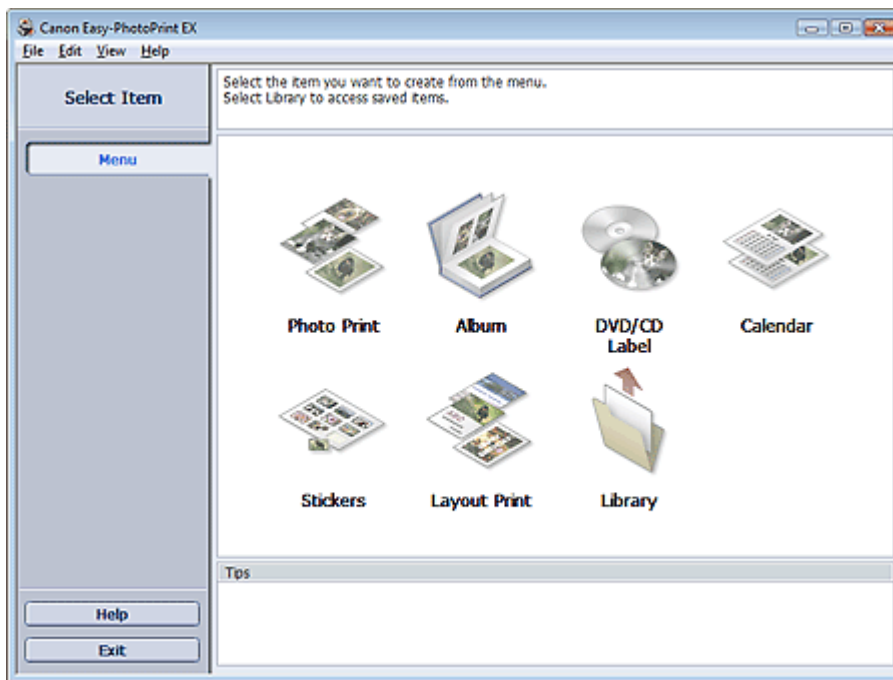 Canon Easy-PhotoPrint EX
File Edit View Help
Select Item
Select the item you want to create from the menu.
Select Library to access saved items.
Menu
Photo Print
Album
DVD/CD
Label
Calendar
Stickers
Layout Print
Library
Tips
Help
Exit